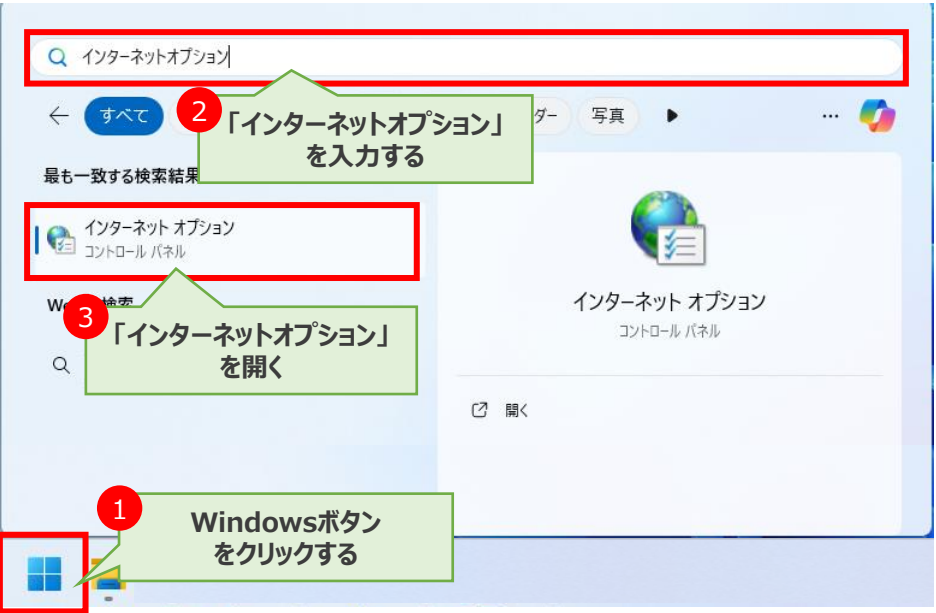 インターネットオプション
すべて
ダー
写真
...
2
「インターネットオプション」
を入力する
最も一致する検索結果
インターネット オプション
コントロール パネル
We
検索
3
「インターネットオプション」
を開く
インターネット オプション
コントロール パネル
開く
1
Windowsボタン
をクリックする